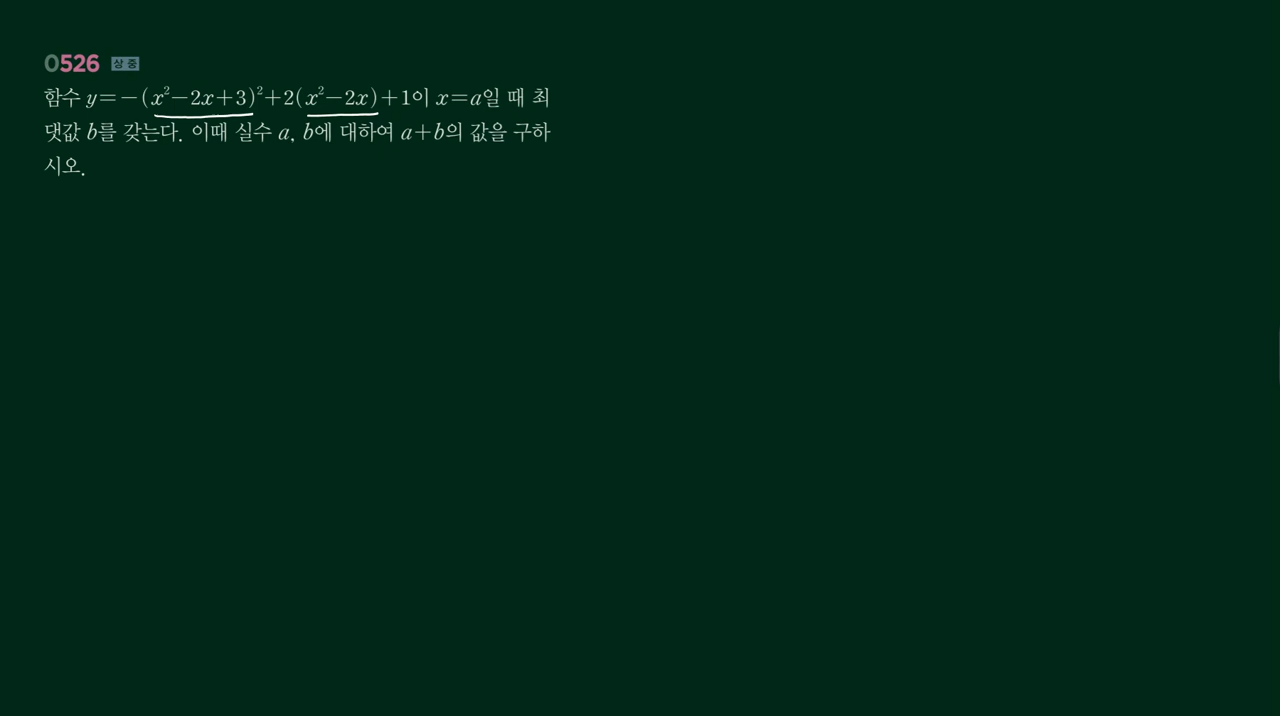 0526 상 중
함수 y=-(x²-2x+3)²+2(x²-2x)+1이 x=a일 때 최
댓값 b를 갖는다. 이때 실수 a, b에 대하여 a+b의 값을 구하
시오.